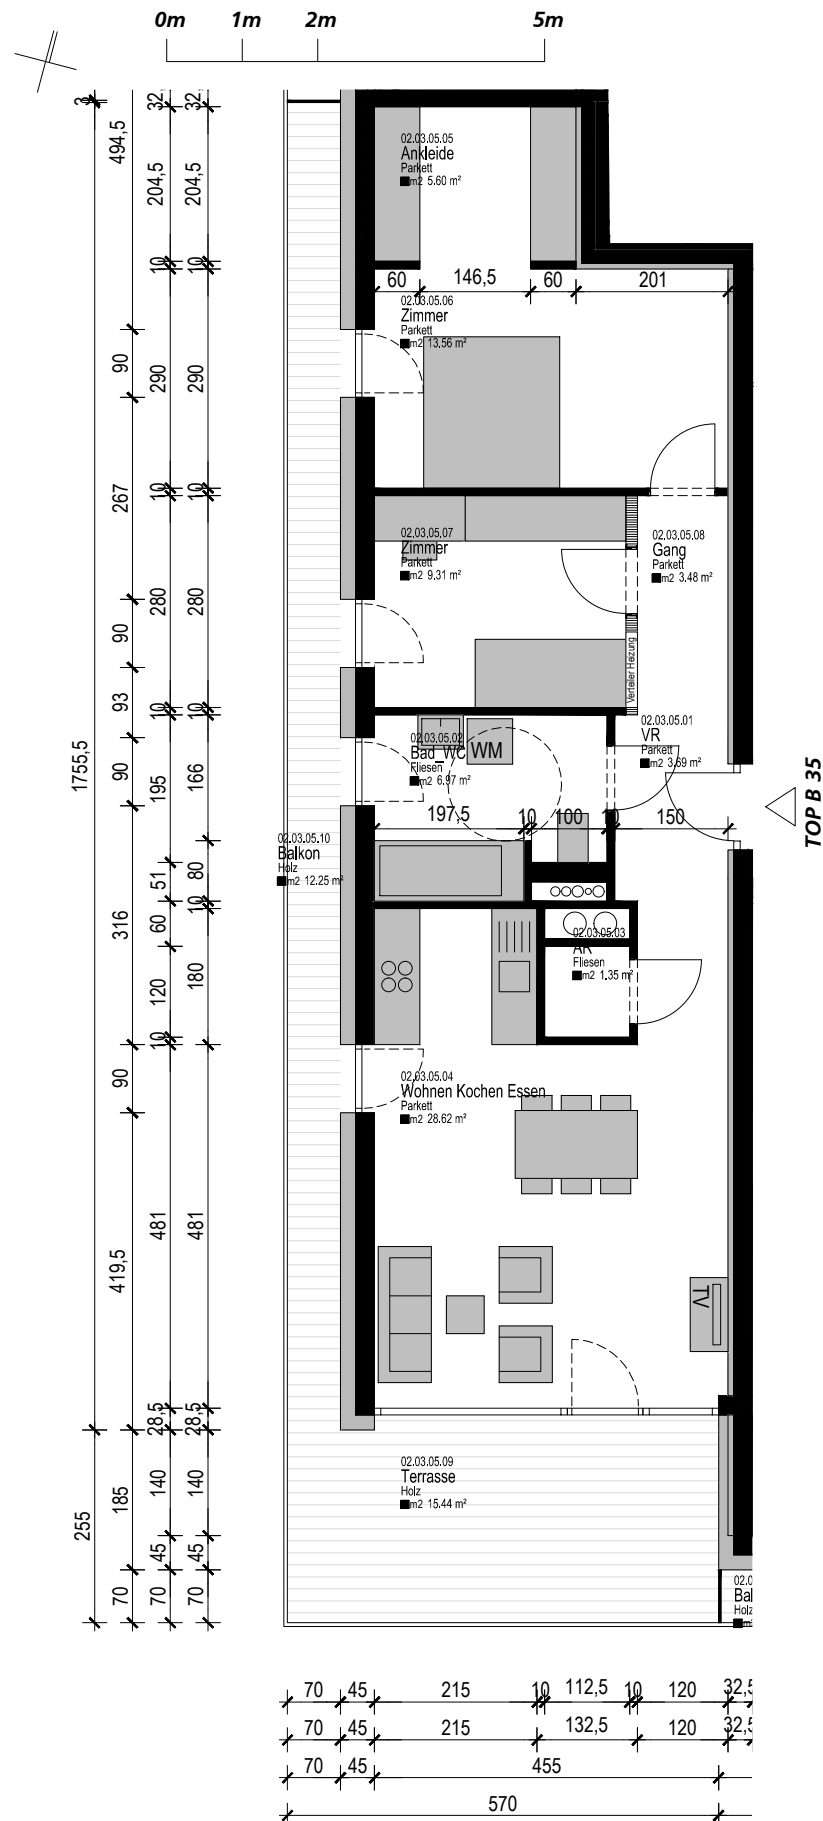 0m 1m 2m 5m
3
494,5
32,
32,
204,5
204,5
10
10
90
290
290
267
10
10
280
280
90
93
10
10
1755,5
90
195
166
51
80
316
60
10
120
180
10
90
481
481
419,5
28,5
28,5
140
140
185
255
45
45
70
70
70
02.03.05.05
Ankleide
Parkett
m2 5.60 m²
60 146,5 60 201
02.03.05.06
Zimmer
Parkett
m2 13.56 m²
02.03.05.07
Zimmer
Parkett
m2 9.31 m²
02.03.05.08
Gang
Parkett
m2 3.48 m²
Verteiler Heizung
02.03.05.01
VR
Parkett
m2 3.69 m²
02.03.05.02
Bad_WC
Fliesen
m2 6.97 m²
WM
197,5 10 100 10 150
TOP B 35
02.03.05.10
Balkon
Holz
m2 12.25 m²
02.03.05.03
AR
Fliesen
m2 1.35 m²
02.03.05.04
Wohnen Kochen Essen
Parkett
m2 28.62 m²
TV
02.03.05.09
Terrasse
Holz
m2 15.44 m²
02.0
Bal
Holz
70 45 215 10 112,5 10 120 32,5
70 45 215 132,5 120 32,5
70 45 455
570